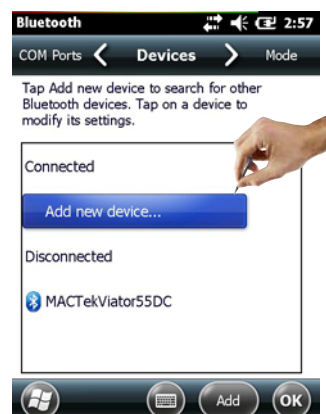 Bluetooth 2:57
COM Ports Devices Mode
Tap Add new device to search for other
Bluetooth devices. Tap on a device to
modify its settings.
Connected
Add new device...
Disconnected
MACTekViator55DC
Add OK